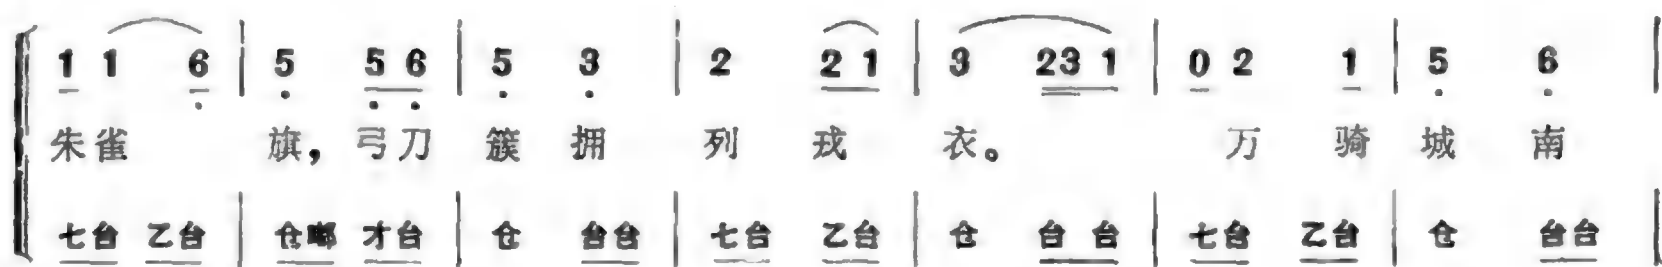 1 1 6 | 5 5 6 | 5 3 | 2 2 1 | 3 23 1 | 0 2 1 | 5 6 |
朱雀 旗，弓刀 簇 拥 列 戎 衣。 万 骑 城 南
七台 乙台 | 仓啷 才台 | 仓 台台 | 七台 乙台 | 仓 台台 | 七台 乙台 | 仓 台台 |